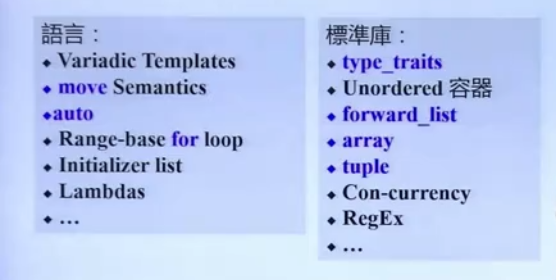 語言：
◆ Variadic Templates
◆ move Semantics
◆auto
◆ Range-base for loop
◆ Initializer list
◆ Lambdas
◆ …
標準庫：
◆ type_traits
◆ Unordered 容器
◆ forward_list
◆ array
◆ tuple
◆ Con-currency
◆ RegEx
◆ …